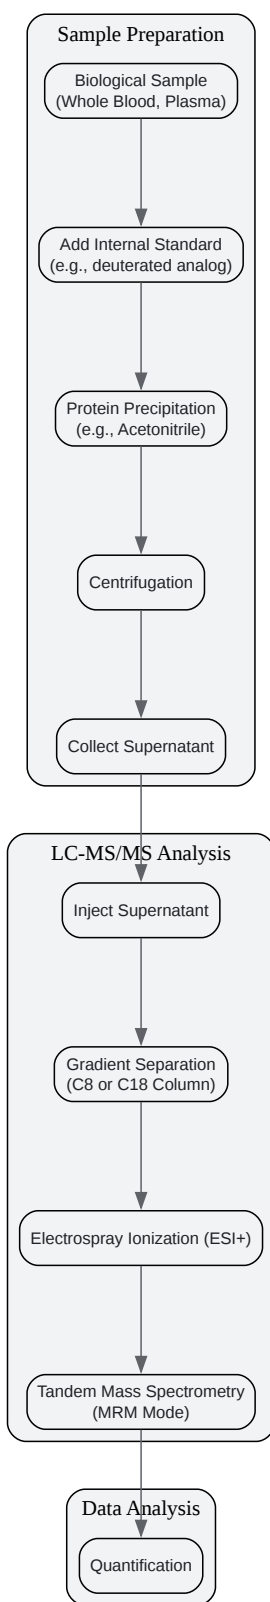 Sample Preparation
Biological Sample
(Whole Blood, Plasma)
Add Internal Standard
(e.g., deuterated analog)
Protein Precipitation
(e.g., Acetonitrile)
Centrifugation
Collect Supernatant
LC-MS/MS Analysis
Inject Supernatant
Gradient Separation
(C8 or C18 Column)
Electrospray Ionization (ESI+)
Tandem Mass Spectrometry
(MRM Mode)
Data Analysis
Quantification